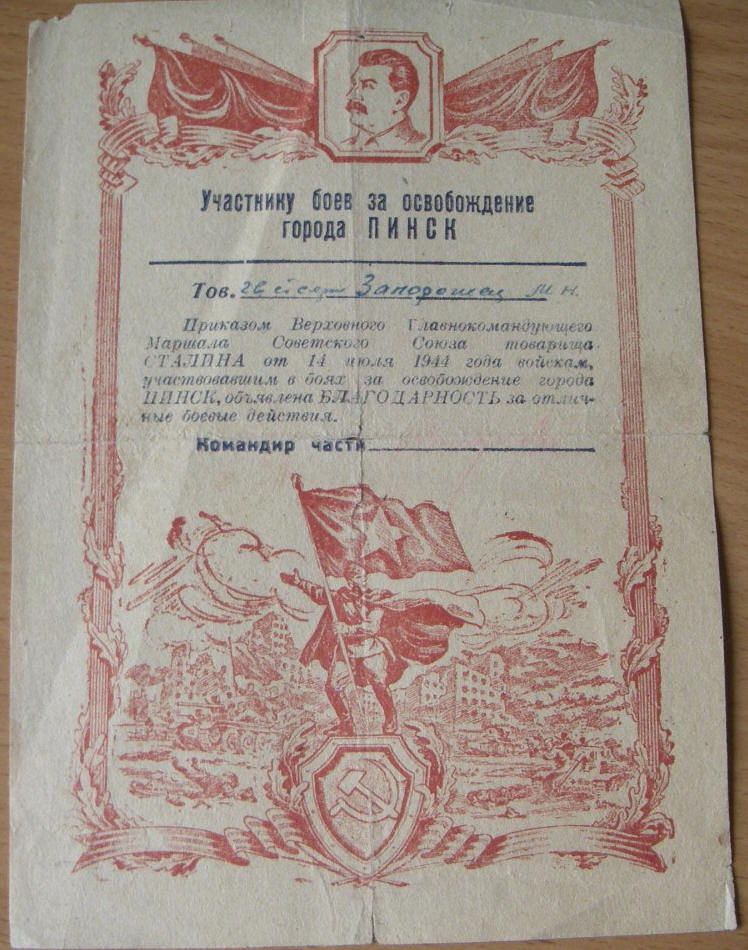 Участнику боев за освобождение
города ПИНСК
Тов. Запорожец М.Н.
Приказом Верховного Главнокомандующего
Маршала Советского Союза товарища
СТАЛИНА от 14 июля 1944 года войскам,
участвовавшим в боях за освобождение города
ПИНСК, объявлена БЛАГОДАРНОСТЬ за отлич-
ные боевые действия.
Командир части